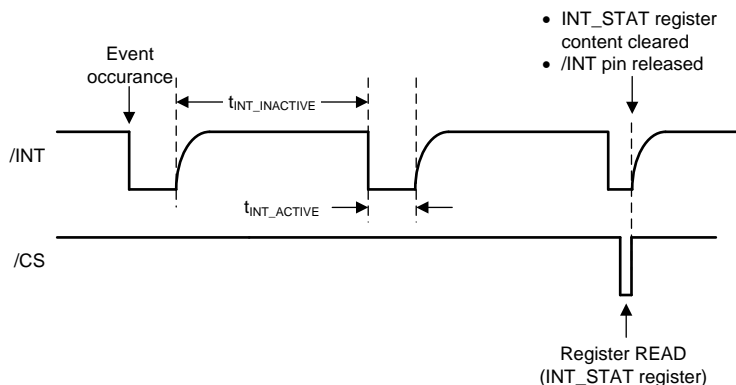 • INT_STAT register
content cleared
• /INT pin released
Event
occurance
tINT_INACTIVE
/INT
tINT_ACTIVE
/CS
Register READ
(INT_STAT register)